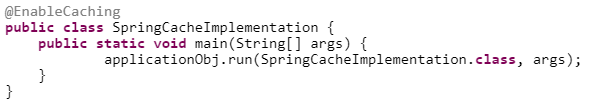 @EnableCaching
public class SpringCacheImplementation {
    public static void main(String[] args) {
            applicationObj.run(SpringCacheImplementation.class, args);
    }
}